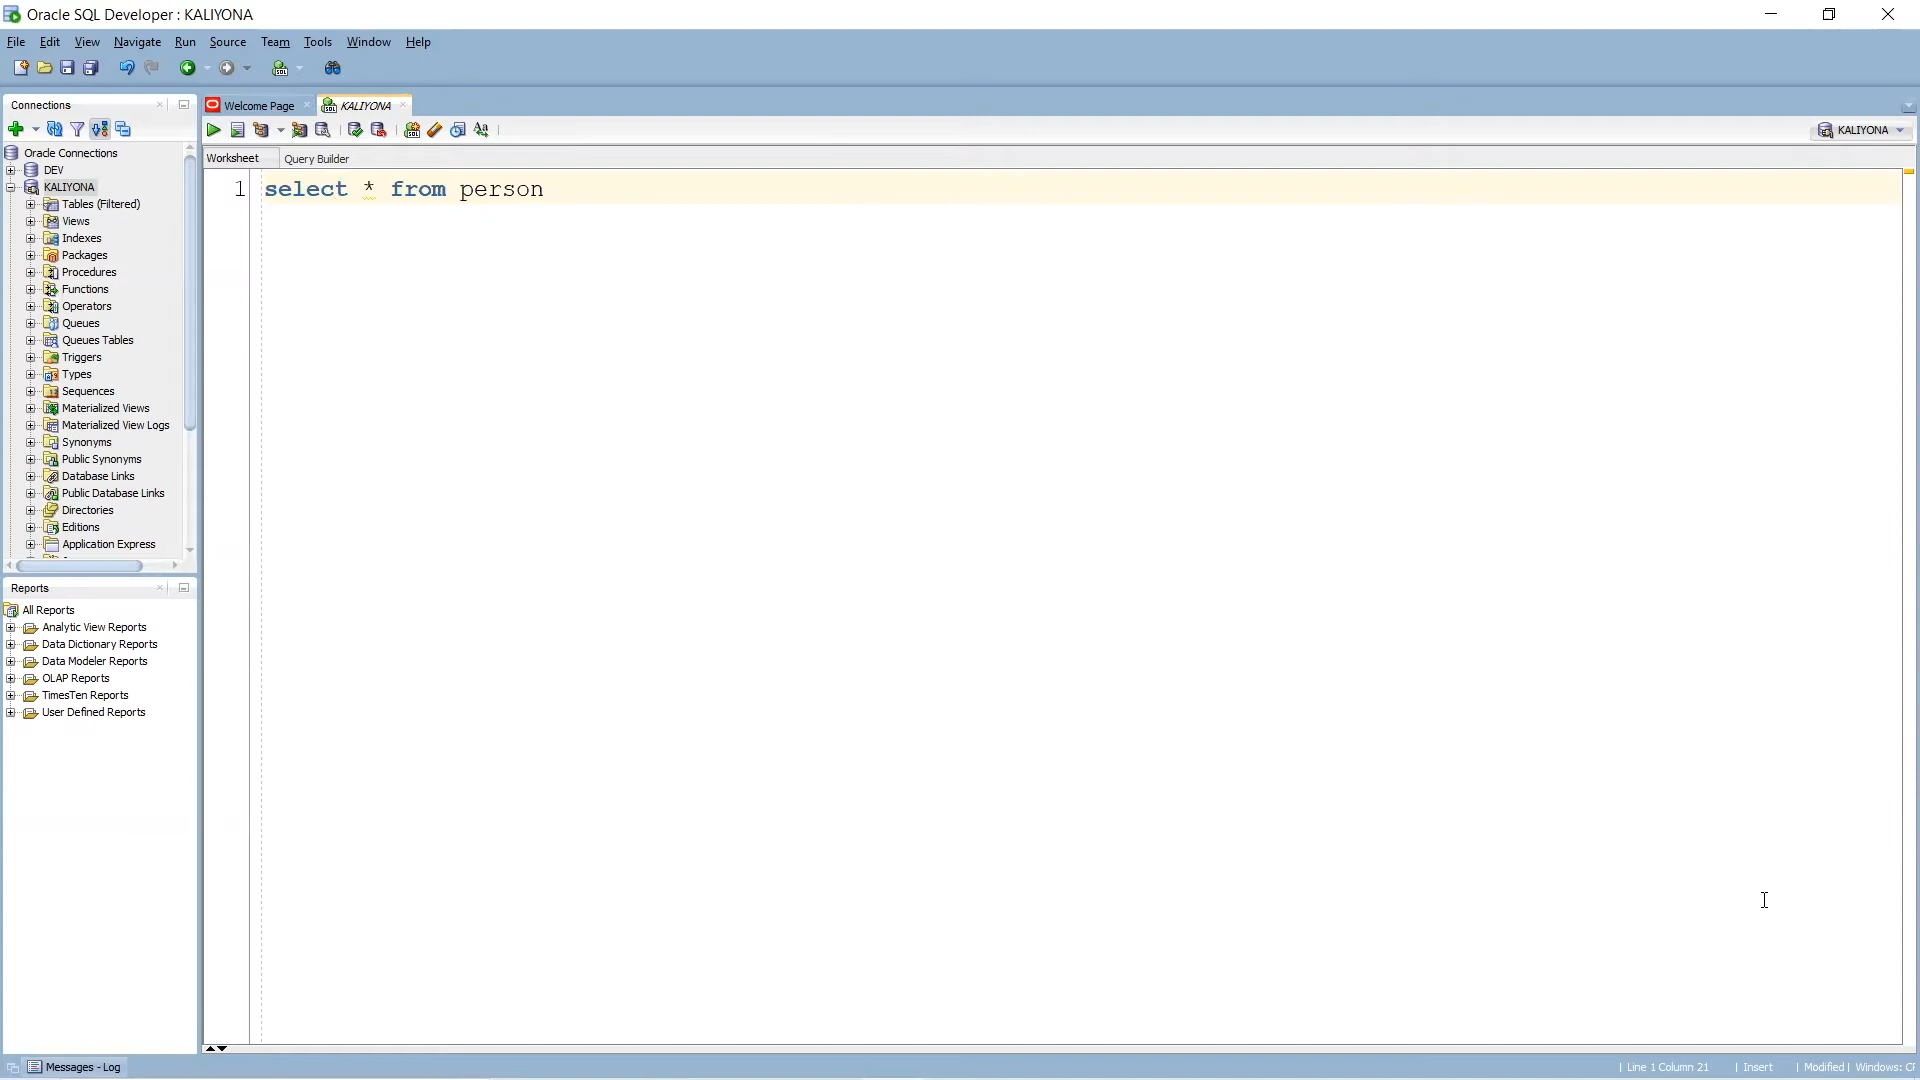 Oracle SQL Developer : KALIYONA
File Edit View Navigate Run Source Team Tools Window Help
Connections
Oracle Connections
DEV
KALIYONA
Tables (Filtered)
Views
Indexes
Packages
Procedures
Functions
Operators
Queues
Queues Tables
Triggers
Types
Sequences
Materialized Views
Materialized View Logs
Synonyms
Public Synonyms
Database Links
Public Database Links
Directories
Editions
Application Express
Reports
All Reports
Analytic View Reports
Data Dictionary Reports
Data Modeler Reports
OLAP Reports
TimesTen Reports
User Defined Reports
Welcome Page KALIYONA
KALIYONA
Worksheet Query Builder
1 select * from person
Messages - Log
Line 1 Column 21 | Insert | Modified | Windows: